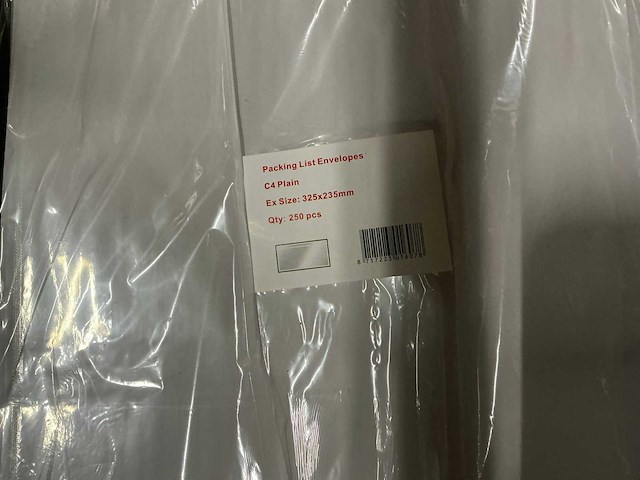 Packing List Envelopes
C4 Plain
Ex Size: 325x235mm
Qty: 250 pcs